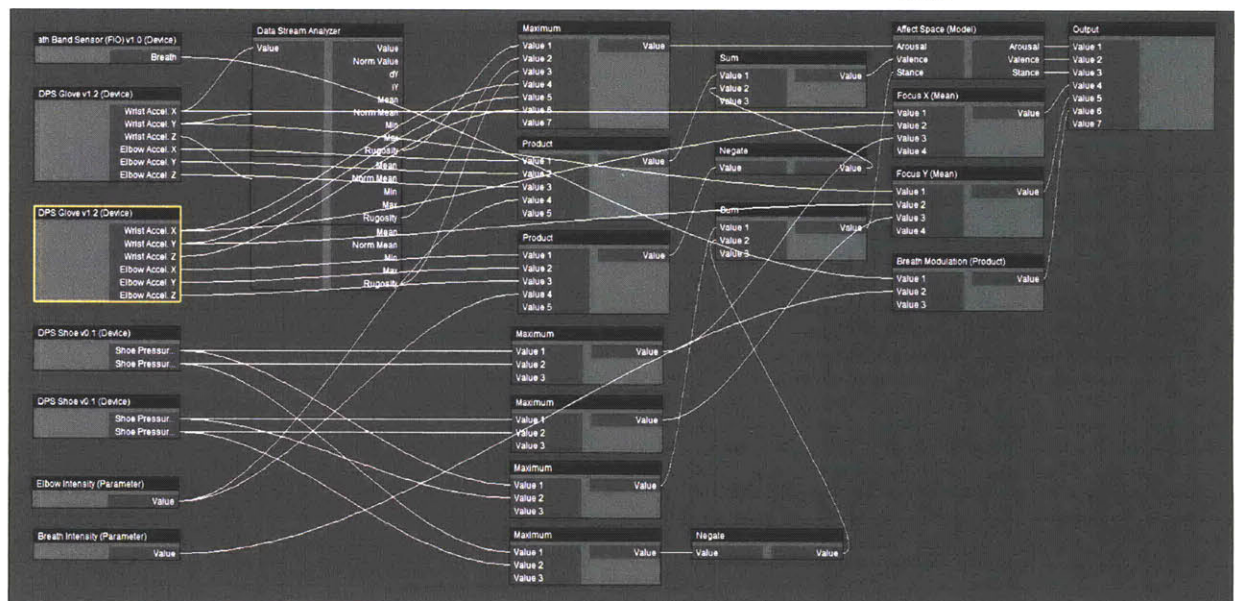 ath Band Sensor (FIO) v1.0 (Device)
Breath
DPS Glove v1.2 (Device)
Wrist Accel. X
Wrist Accel. Y
Wrist Accel. Z
Elbow Accel. X
Elbow Accel. Y
Elbow Accel. Z
DPS Glove v1.2 (Device)
Wrist Accel. X
Wrist Accel. Y
Wrist Accel. Z
Elbow Accel. X
Elbow Accel. Y
Elbow Accel. Z
DPS Shoe v0.1 (Device)
Shoe Pressur...
Shoe Pressur...
DPS Shoe v0.1 (Device)
Shoe Pressur...
Shoe Pressur...
Elbow Intensity (Parameter)
Value
Breath Intensity (Parameter)
Value
Data Stream Analyzer
Value Value
Norm Value
dY
iY
Mean
Norm Mean
Min
Max
Rugosity
Mean
Norm Mean
Min
Max
Rugosity
Mean
Norm Mean
Min
Max
Rugosity
Maximum
Value 1 Value
Value 2
Value 3
Value 4
Value 5
Value 6
Value 7
Product
Value 1 Value
Value 2
Value 3
Value 4
Value 5
Product
Value 1 Value
Value 2
Value 3
Value 4
Value 5
Maximum
Value 1 Value
Value 2
Value 3
Maximum
Value 1 Value
Value 2
Value 3
Maximum
Value 1 Value
Value 2
Value 3
Maximum
Value 1 Value
Value 2
Value 3
Sum
Value 1 Value
Value 2
Value 3
Negate
Value Value
Sum
Value 1 Value
Value 2
Value 3
Negate
Value Value
Affect Space (Model)
Arousal Arousal
Valence Valence
Stance Stance
Focus X (Mean)
Value 1 Value
Value 2
Value 3
Value 4
Focus Y (Mean)
Value 1 Value
Value 2
Value 3
Value 4
Breath Modulation (Product)
Value 1 Value
Value 2
Value 3
Output
Value 1
Value 2
Value 3
Value 4
Value 5
Value 6
Value 7